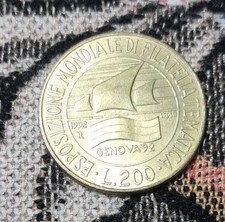 ESPOSIZIONE MONDIALE DI FILATELIA TEMATICA
1992
R
GENOVA '92
L.200